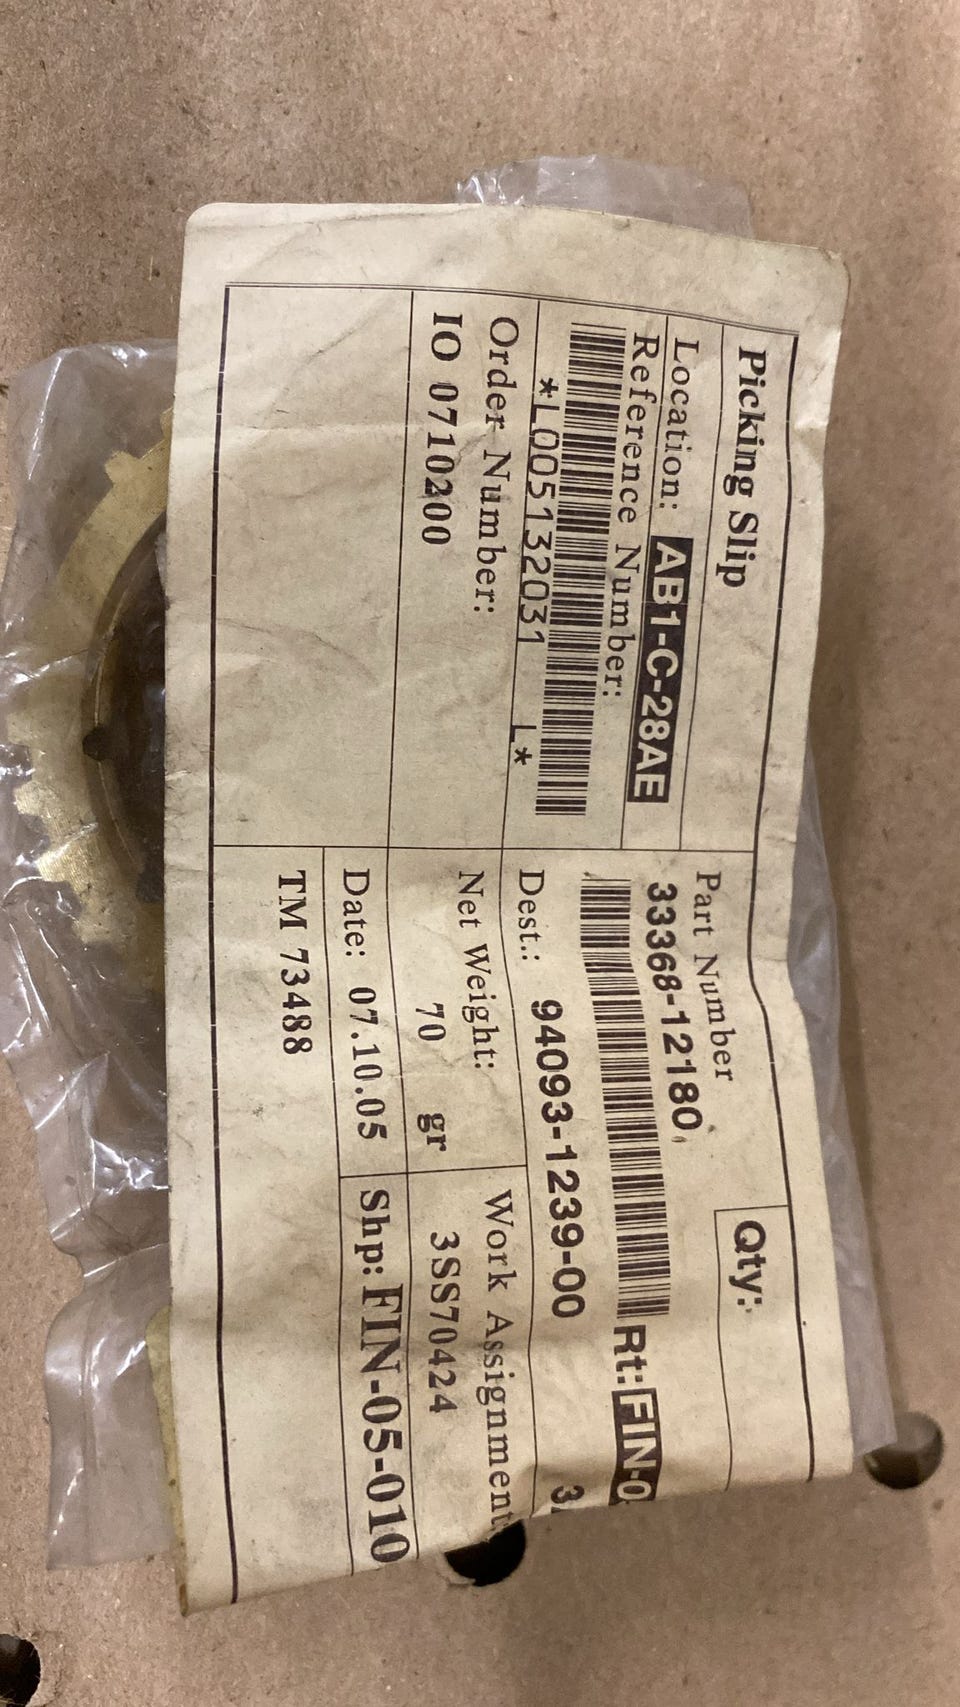 Picking Slip
Location: AB1-C-28AE
Reference Number:
*L005132031 L*
Order Number:
IO 0710200
Part Number
33368-12180
Qty:
Rt: FIN-0
Dest.: 94093-1239-00
Net Weight:
70 gr
Work Assignment
3SS70424
Date: 07.10.05
Shp: FIN-05-010
TM 73488